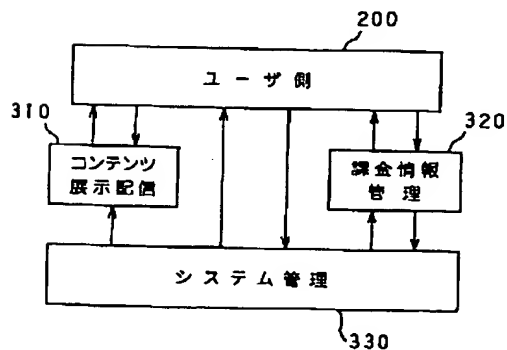 200
ユーザ側
310
コンテンツ
展示配信
320
課金情報
管理
システム管理
330